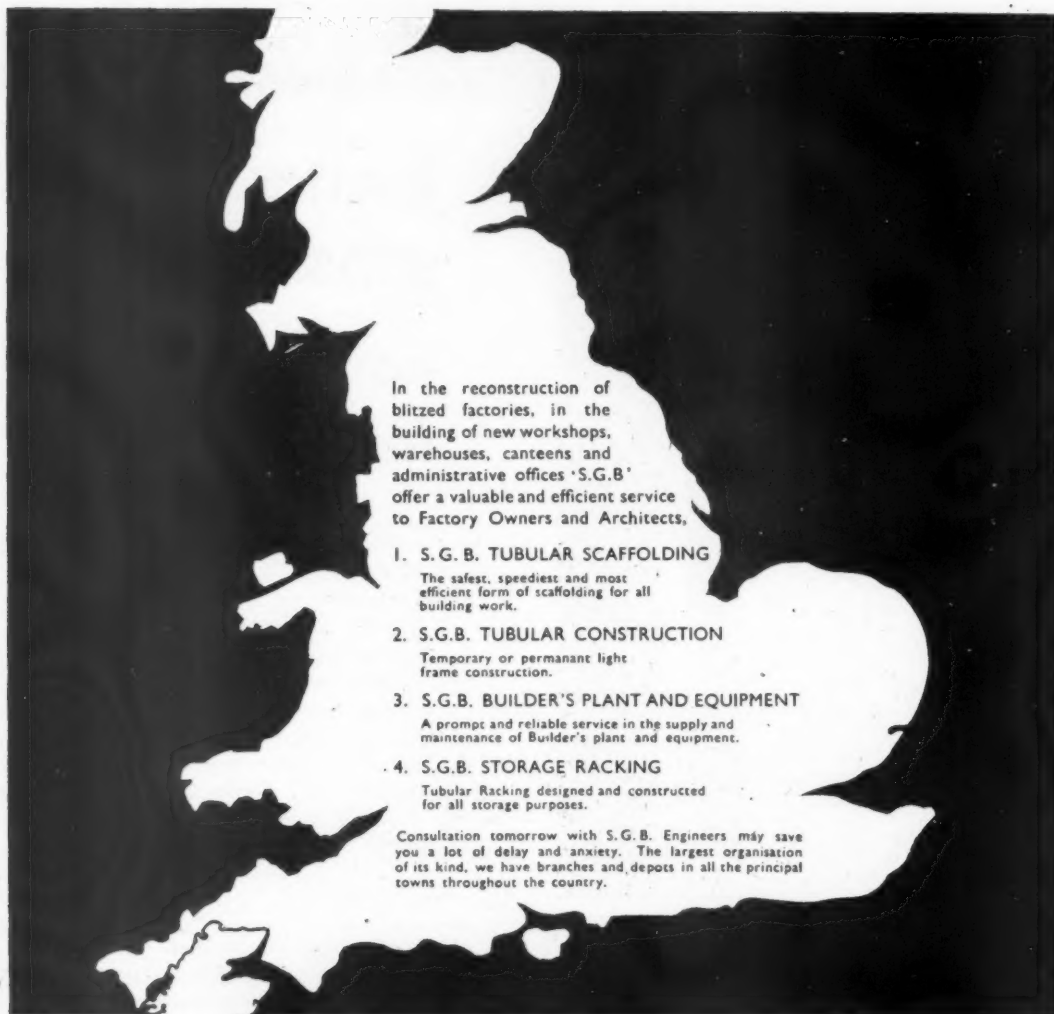 In the reconstruction of
blitzed factories, in the
building of new workshops,
warehouses, canteens and
administrative offices 'S.G.B'
offer a valuable and efficient service
to Factory Owners and Architects,
1. S.G.B. TUBULAR SCAFFOLDING
The safest, speediest and most
efficient form of scaffolding for all
building work.
2. S.G.B. TUBULAR CONSTRUCTION
Temporary or permanant light
frame construction.
3. S.G.B. BUILDER'S PLANT AND EQUIPMENT
A prompt and reliable service in the supply and
maintenance of Builder's plant and equipment.
4. S.G.B. STORAGE RACKING
Tubular Racking designed and constructed
for all storage purposes.
Consultation tomorrow with S.G.B. Engineers may save
you a lot of delay and anxiety. The largest organisation
of its kind, we have branches and depots in all the principal
towns throughout the country.